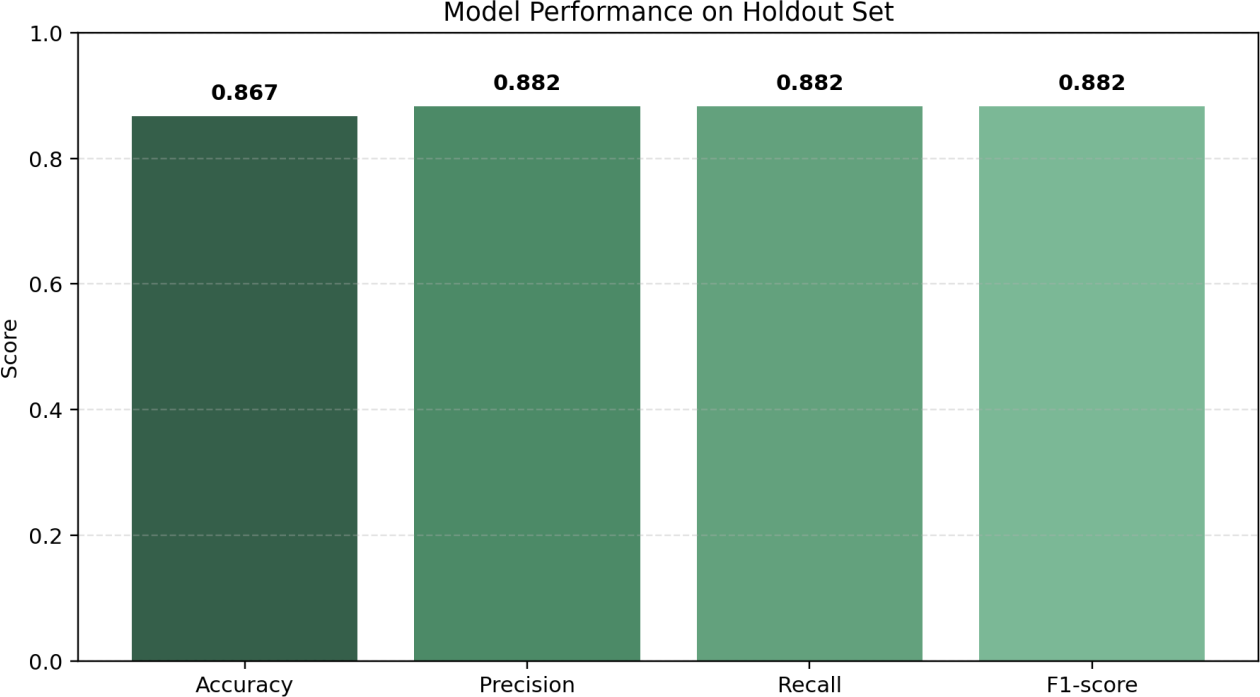 Model Performance on Holdout Set
1.0
0.8
0.6
0.4
0.2
0.0
Score
0.867
0.882
0.882
0.882
Accuracy
Precision
Recall
F1-score